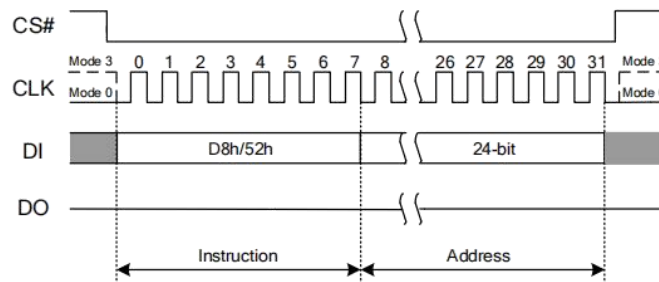 CS#
Mode 3 0 1 2 3 4 5 6 7 8 26 27 28 29 30 31 Mode
CLK
Mode 0 Mode
DI D8h/52h 24-bit
DO
Instruction Address